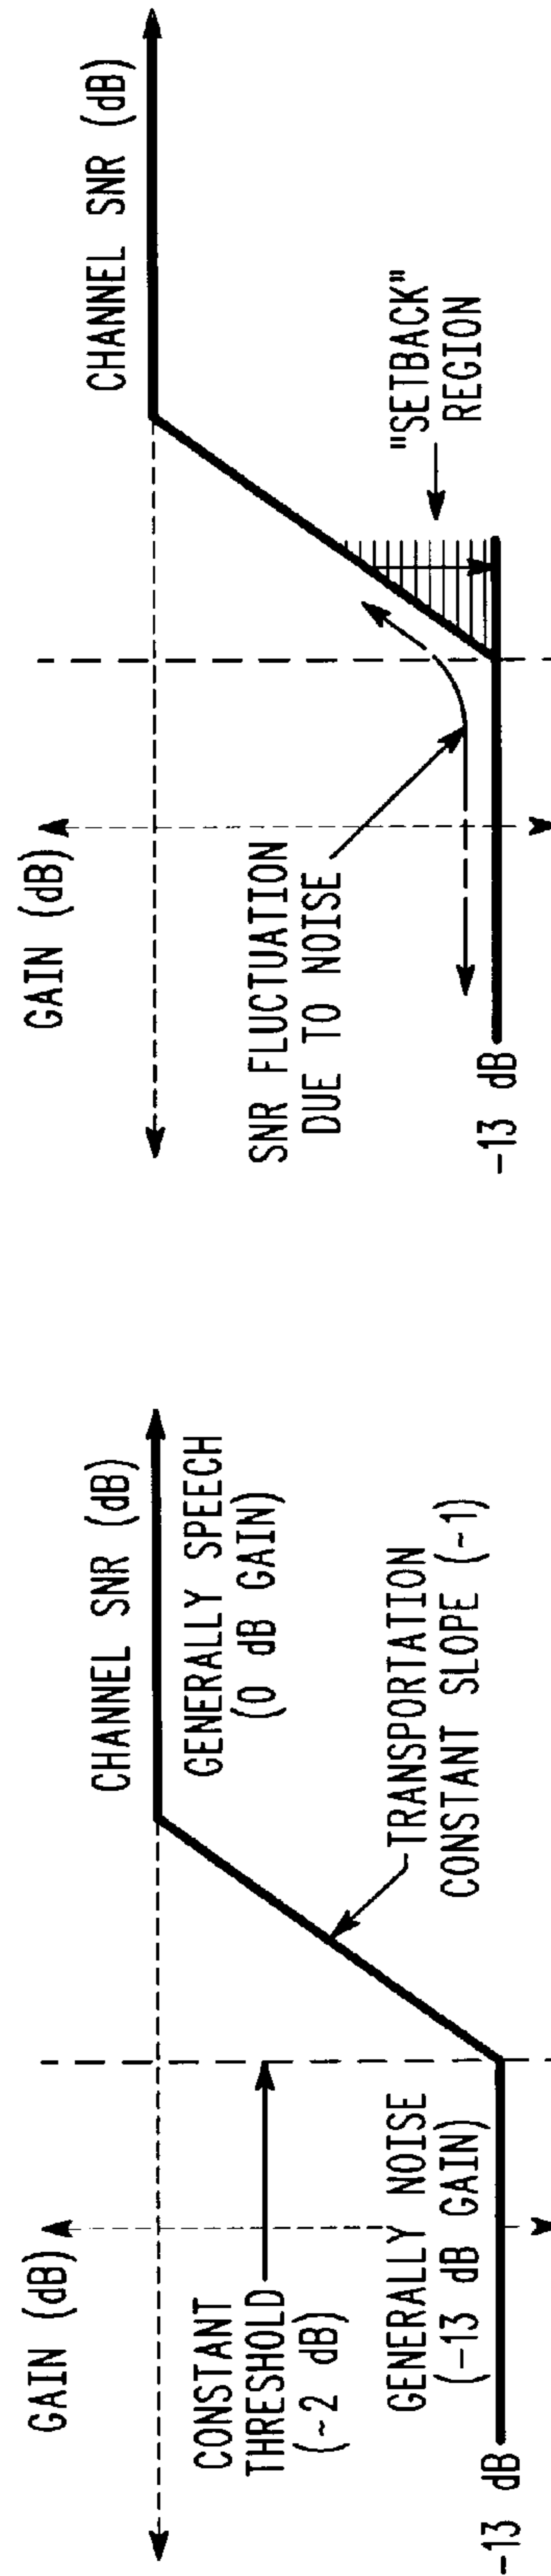 GAIN (dB)
CHANNEL SNR (dB)
CONSTANT
THRESHOLD
(~2 dB)
GENERALLY SPEECH
(0 dB GAIN)
GENERALLY NOISE
(-13 dB GAIN)
TRANSPORTATION
CONSTANT SLOPE (~1)
-13 dB
GAIN (dB)
CHANNEL SNR (dB)
SNR FLUCTUATION
DUE TO NOISE
"SETBACK"
REGION
-13 dB